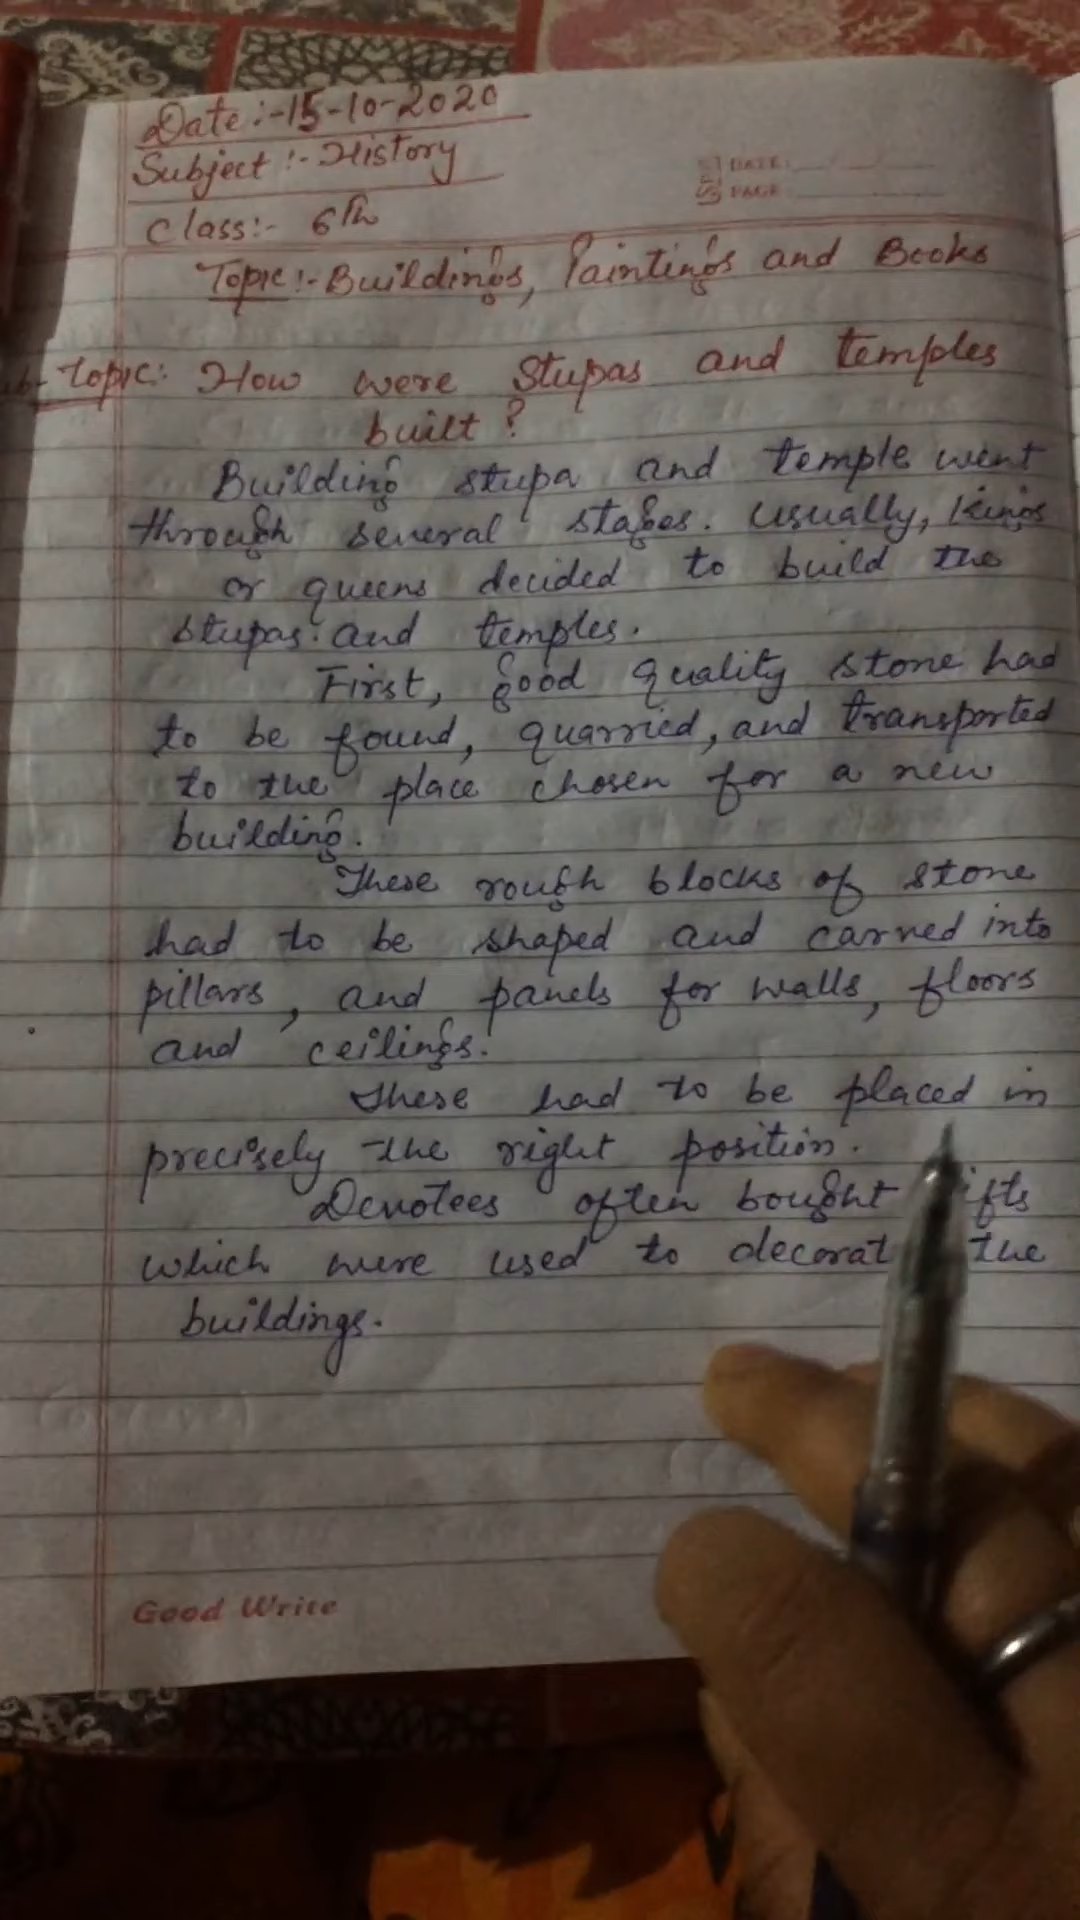 Date:-15-10-2020
Subject:-History
DATE:
PAGE
Class:- 6th
Topic:-Buildings, Paintings and Books
topic: How were Stupas and temples
built?
Building stupa and temple went
through several stages. usually, kings
or queens decided to build the
stupas and temples.
First, good quality stone had
to be found, quarried, and transported
to the place chosen for a new
building.
These rough blocks of stone
had to be shaped and carved into
pillars, and panels for walls, floors
and ceilings.
These had to be placed in
precisely the right position.
Devotees often bought ifts
which were used to decorat the
buildings.
Good Write